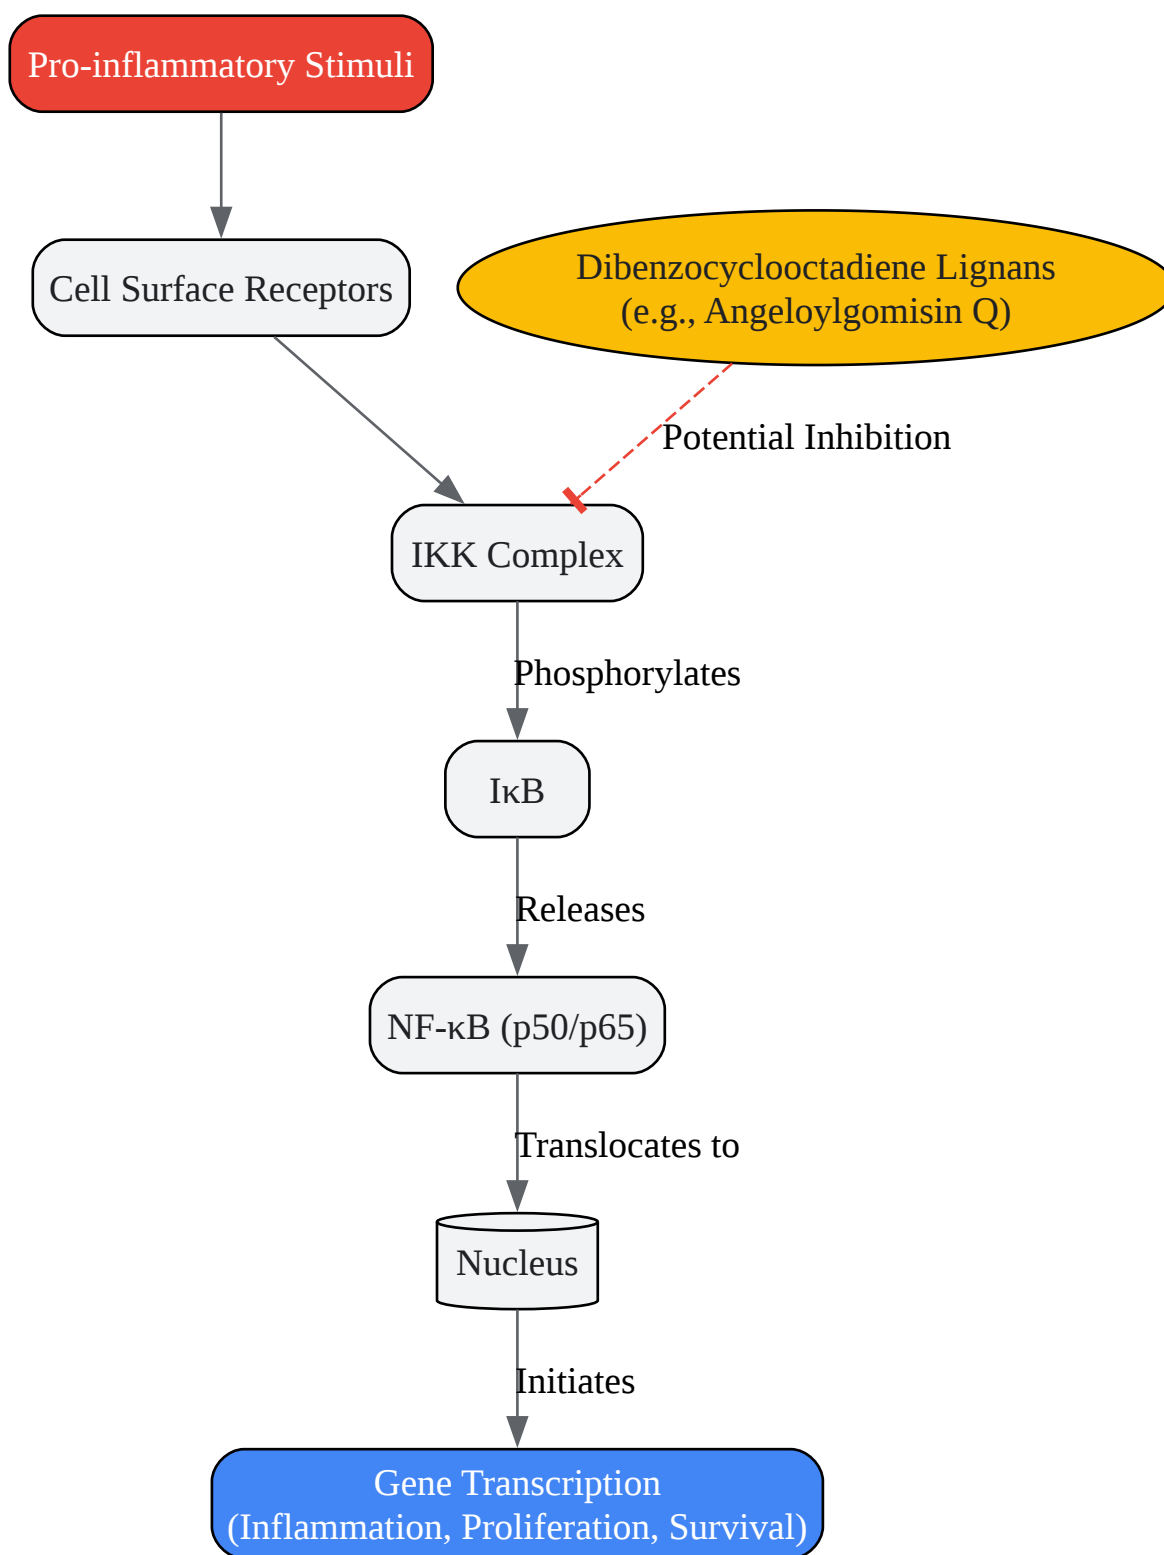 Pro-inflammatory Stimuli
Cell Surface Receptors
Dibenzocyclooctadiene Lignans
(e.g., Angeloylgomisin Q)
Potential Inhibition
IKK Complex
Phosphorylates
IκB
Releases
NF-κB (p50/p65)
Translocates to
Nucleus
Initiates
Gene Transcription
(Inflammation, Proliferation, Survival)